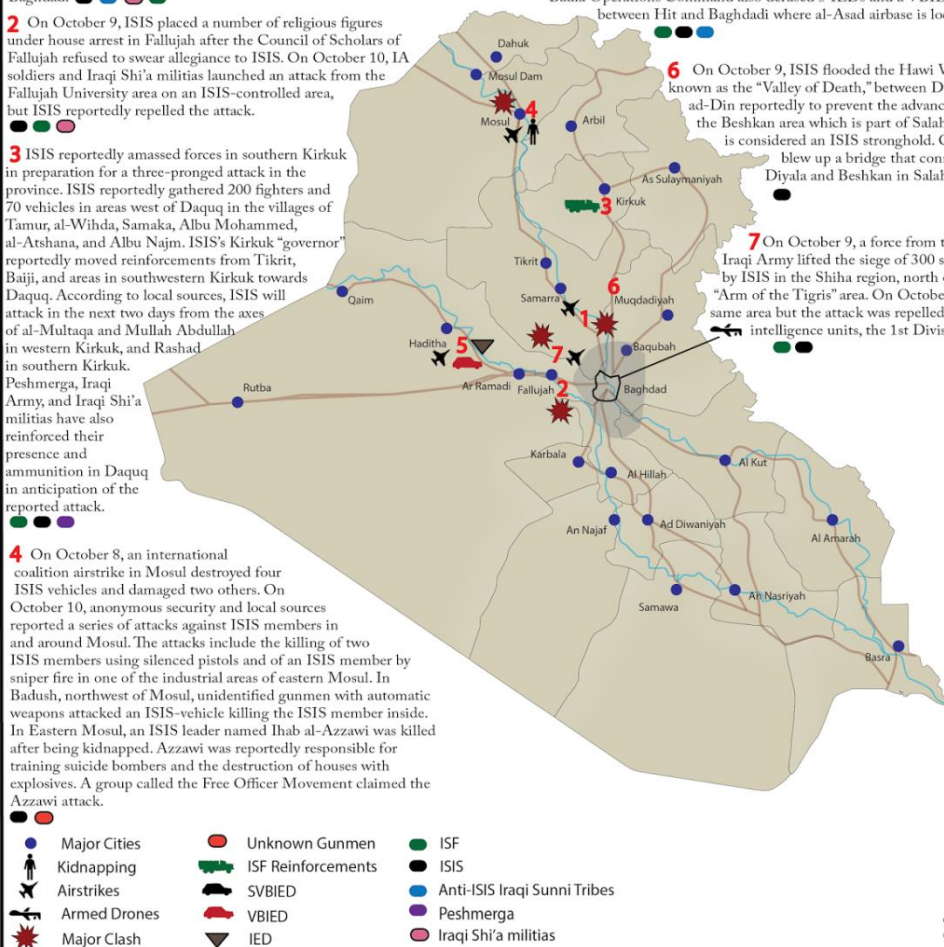 2 On October 9, ISIS placed a number of religious figures
under house arrest in Fallujah after the Council of Scholars of
Fallujah refused to swear allegiance to ISIS. On October 10, IA
soldiers and Iraqi Shi'a militias launched an attack from the
Fallujah University area on an ISIS-controlled area,
but ISIS reportedly repelled the attack.
3 ISIS reportedly amassed forces in southern Kirkuk
in preparation for a three-pronged attack in the
province. ISIS reportedly gathered 200 fighters and
70 vehicles in areas west of Daquq in the villages of
Tamur, al-Wihda, Samaka, Albu Mohammed,
al-Atshana, and Albu Najm. ISIS's Kirkuk "governor"
reportedly moved reinforcements from Tikrit,
Baiji, and areas in southwestern Kirkuk towards
Daquq. According to local sources, ISIS will
attack in the next two days from the axes
of al-Multaqa and Mullah Abdullah
in western Kirkuk, and Rashad
in southern Kirkuk.
Peshmerga, Iraqi
Army, and Iraqi Shi'a
militias have also
reinforced their
presence and
ammunition in Daquq
in anticipation of the
reported attack.
4 On October 8, an international
coalition airstrike in Mosul destroyed four
ISIS vehicles and damaged two others. On
October 10, anonymous security and local sources
reported a series of attacks against ISIS members in
and around Mosul. The attacks include the killing of two
ISIS members using silenced pistols and of an ISIS member by
sniper fire in one of the industrial areas of eastern Mosul. In
Badush, northwest of Mosul, unidentified gunmen with automatic
weapons attacked an ISIS-vehicle killing the ISIS member inside.
In Eastern Mosul, an ISIS leader named Ihab al-Azzawi was killed
after being kidnapped. Azzawi was reportedly responsible for
training suicide bombers and the destruction of houses with
explosives. A group called the Free Officer Movement claimed the
Azzawi attack.
between Hit and Baghdadi where al-Asad airbase is
6 On October 9, ISIS flooded the Hawi
known as the "Valley of Death," between
ad-Din reportedly to prevent the
the Beshkan area which is part of
is considered an ISIS stronghold.
blew up a bridge that
Diyala and Beshkan in
7 On October 9, a force from
Iraqi Army lifted the siege of 300
by ISIS in the Shiha region, north
"Arm of the Tigris" area. On
same area but the attack was repelled
intelligence units, the 1st
Dahuk
Mosul Dam
4
Mosul
Arbil
As Sulaymaniyah
3
Kirkuk
Tikrit
6
Samarra
Muqdadiyah
1
Qaim
Haditha
5
7
Baqubah
Ar Ramadi
Fallujah
2
Baghdad
Rutba
Karbala
Al Hillah
Al Kut
An Najaf
Ad Diwaniyah
Al Amarah
Samawa
An Nasriyah
Basra
Major Cities
Kidnapping
Airstrikes
Armed Drones
Major Clash
Unknown Gunmen
ISF Reinforcements
SVBIED
VBIED
IED
ISF
ISIS
Anti-ISIS Iraqi Sunni Tribes
Peshmerga
Iraqi Shi'a militias